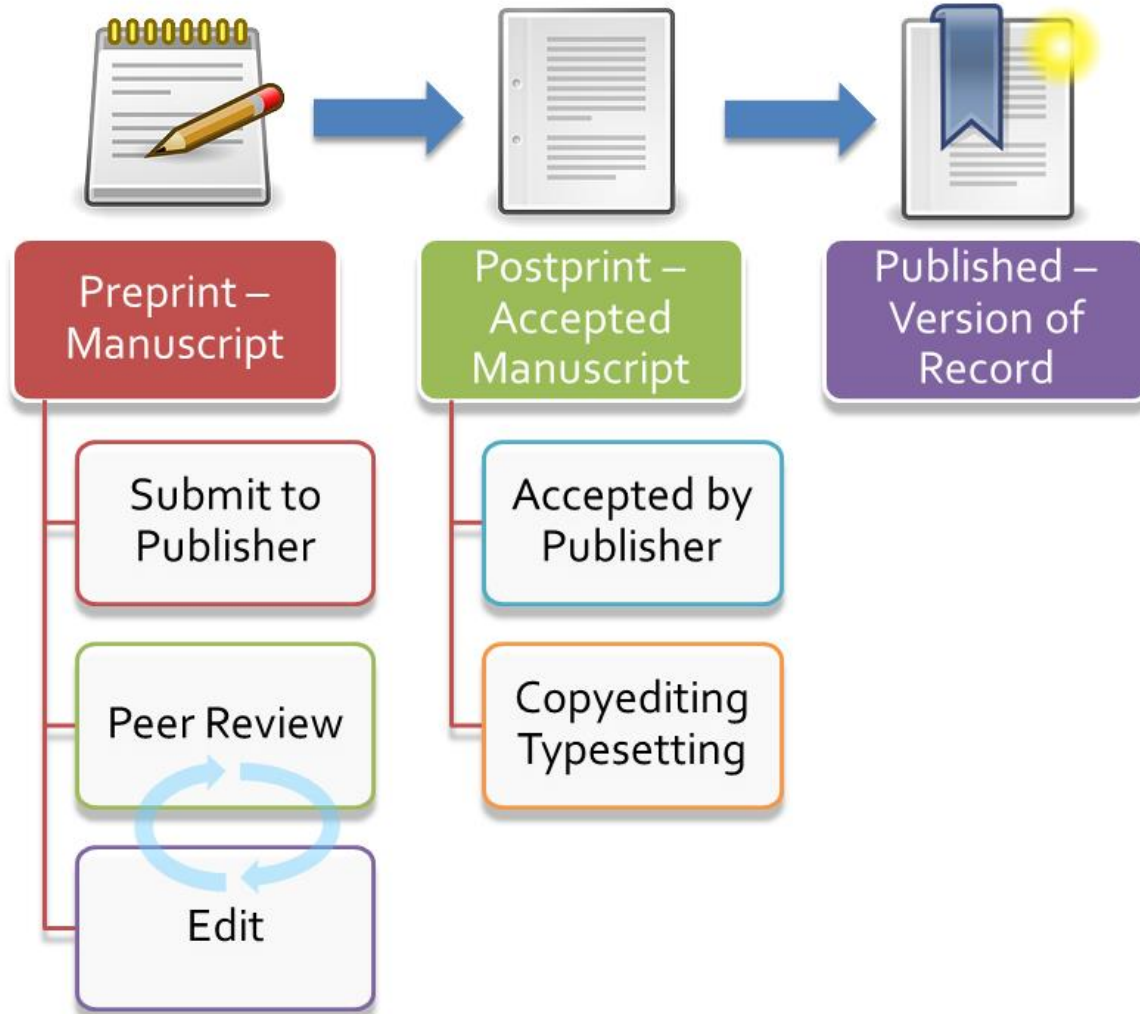 Preprint –
Manuscript
Submit to
Publisher
Peer Review
Edit
Postprint –
Accepted
Manuscript
Accepted by
Publisher
Copyediting
Typesetting
Published –
Version of
Record